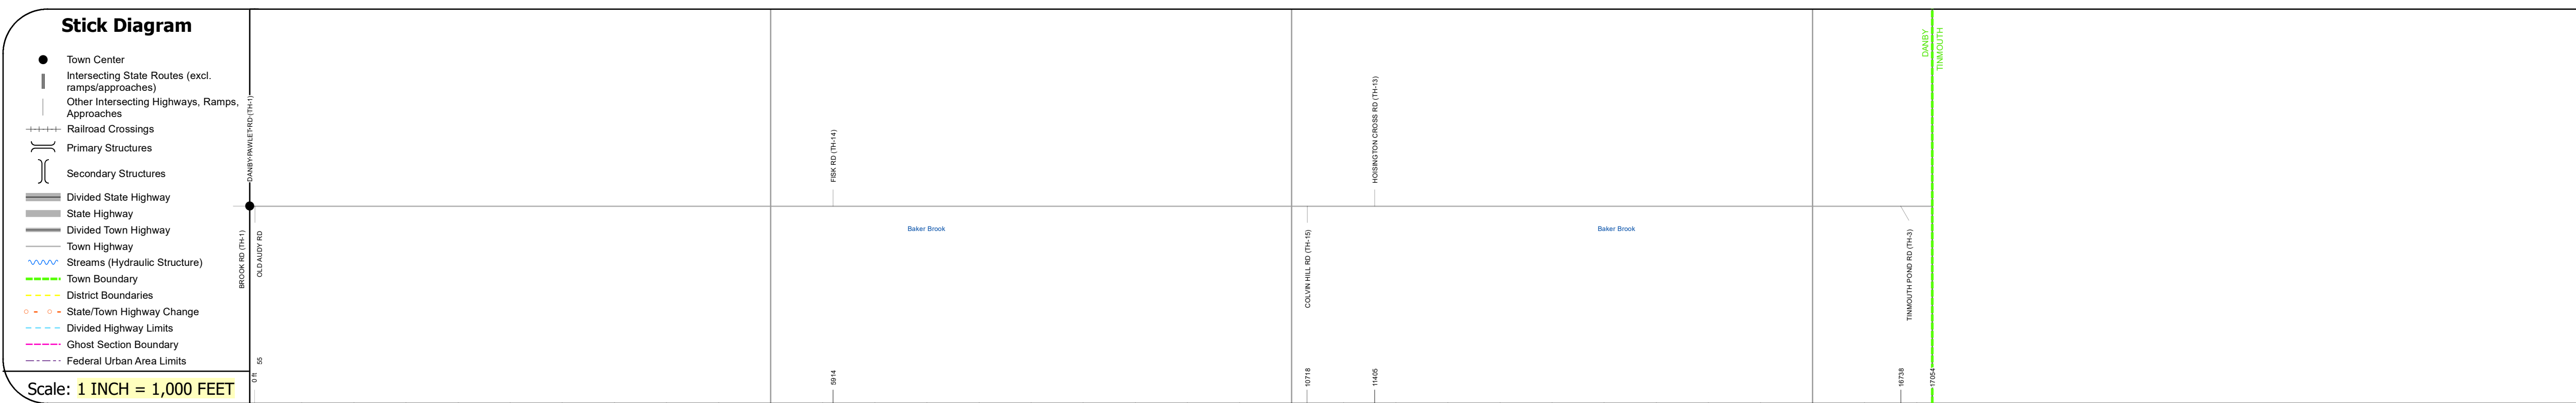 Stick Diagram
Town Center
Intersecting State Routes (excl.
ramps/approaches)
Other Intersecting Highways, Ramps,
Approaches
Railroad Crossings
Primary Structures
Secondary Structures
Divided State Highway
State Highway
Divided Town Highway
Town Highway
Streams (Hydraulic Structure)
Town Boundary
District Boundaries
State/Town Highway Change
Divided Highway Limits
Ghost Section Boundary
Federal Urban Area Limits
Scale: 1 INCH = 1,000 FEET
DANBY-PAWLET RD (TH-1)
BROOK RD (TH-1)
OLD AUDY RD
0 ft
55
FISK RD (TH-14)
5914
Baker Brook
COLVIN HILL RD (TH-15)
10718
HOISINGTON CROSS RD (TH-13)
11405
Baker Brook
TINMOUTH POND RD (TH-3)
16738
DANBY
TINMOUTH
17054